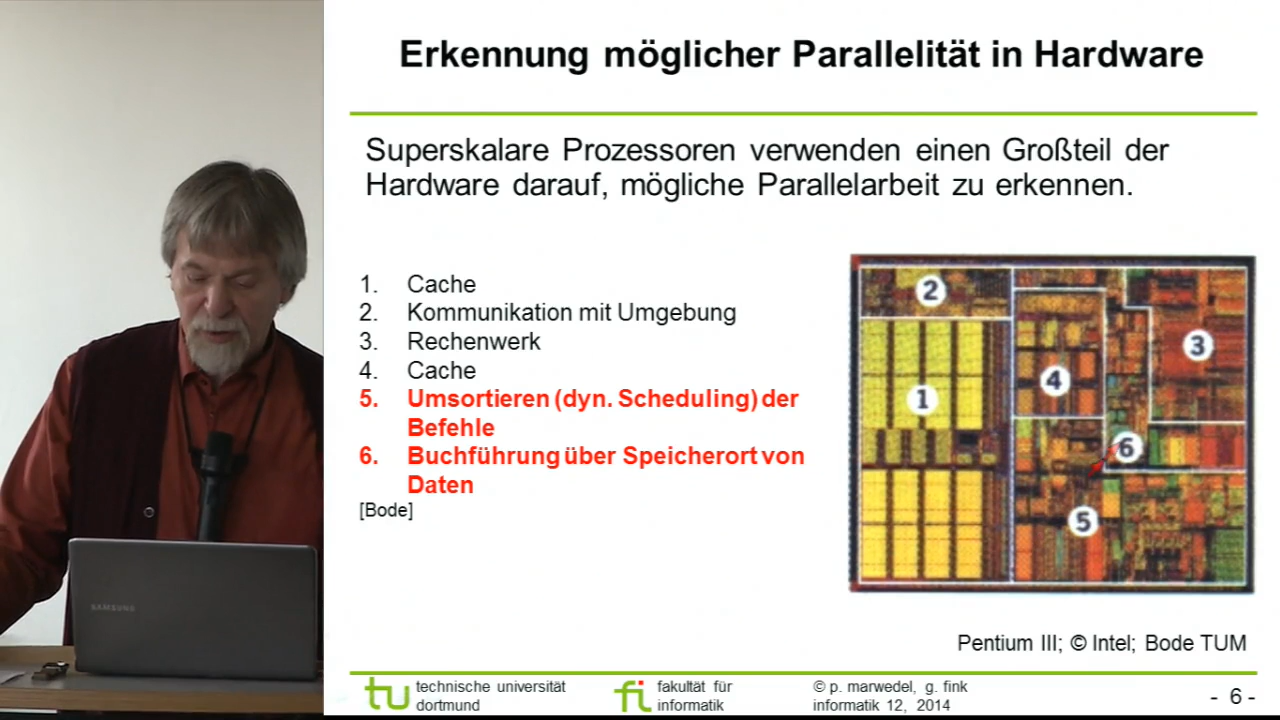 Erkennung möglicher Parallelität in Hardware
Superskalare Prozessoren verwenden einen Großteil der
Hardware darauf, mögliche Parallelarbeit zu erkennen.
1. Cache
2. Kommunikation mit Umgebung
3. Rechenwerk
4. Cache
5. Umsortieren (dyn. Scheduling) der
Befehle
6. Buchführung über Speicherort von
Daten
[Bode]
2
3
4
1
6
5
Pentium III; © Intel; Bode TUM
SAMSUNG
tu technische universität
dortmund
fi fakultät für
informatik
© p. marwedel, g. fink
informatik 12, 2014
- 6 -